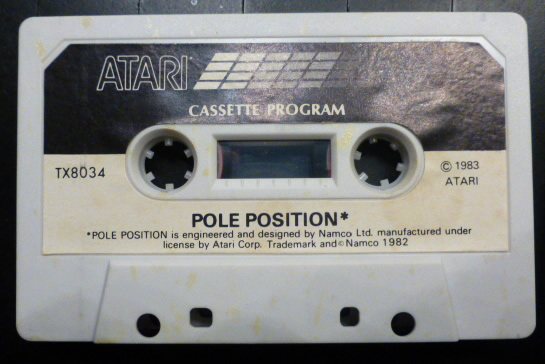 ATARI
CASSETTE PROGRAM
TX8034
© 1983
ATARI
POLE POSITION*
*POLE POSITION is engineered and designed by Namco Ltd. manufactured under
license by Atari Corp. Trademark and © Namco 1982